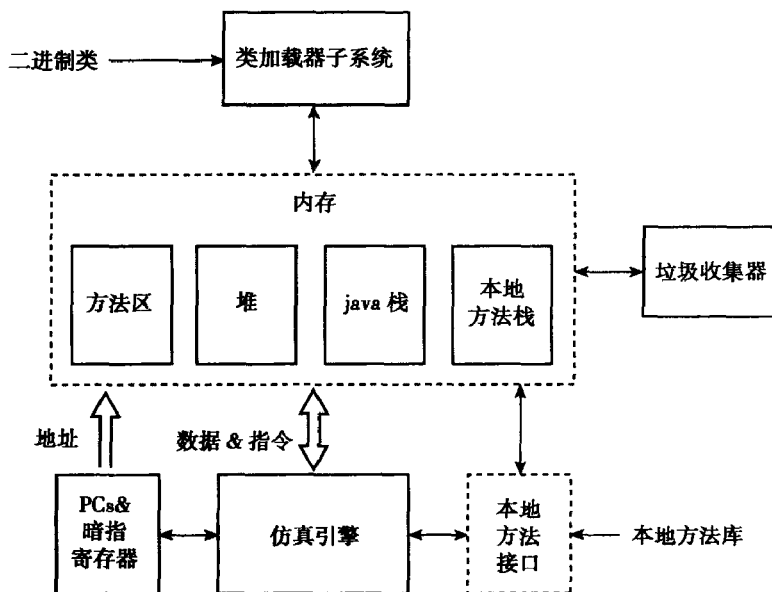 二进制类
类加载器子系统
内存
方法区
堆
java 栈
本地
方法栈
垃圾收集器
地址
数据 & 指令
PCs&
暗指
寄存器
仿真引擎
本地
方法
接口
本地方法库